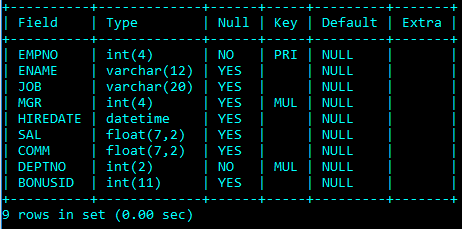 +----------+-------------+------+-----+---------+-------+
| Field    | Type        | Null | Key | Default | Extra |
+----------+-------------+------+-----+---------+-------+
| EMPNO    | int(4)      | NO   | PRI | NULL    |       |
| ENAME    | varchar(12) | YES  |     | NULL    |       |
| JOB      | varchar(20) | YES  |     | NULL    |       |
| MGR      | int(4)      | YES  | MUL | NULL    |       |
| HIREDATE | datetime    | YES  |     | NULL    |       |
| SAL      | float(7,2)  | YES  |     | NULL    |       |
| COMM     | float(7,2)  | YES  |     | NULL    |       |
| DEPTNO   | int(2)      | NO   | MUL | NULL    |       |
| BONUSID  | int(11)     | YES  |     | NULL    |       |
+----------+-------------+------+-----+---------+-------+
9 rows in set (0.00 sec)